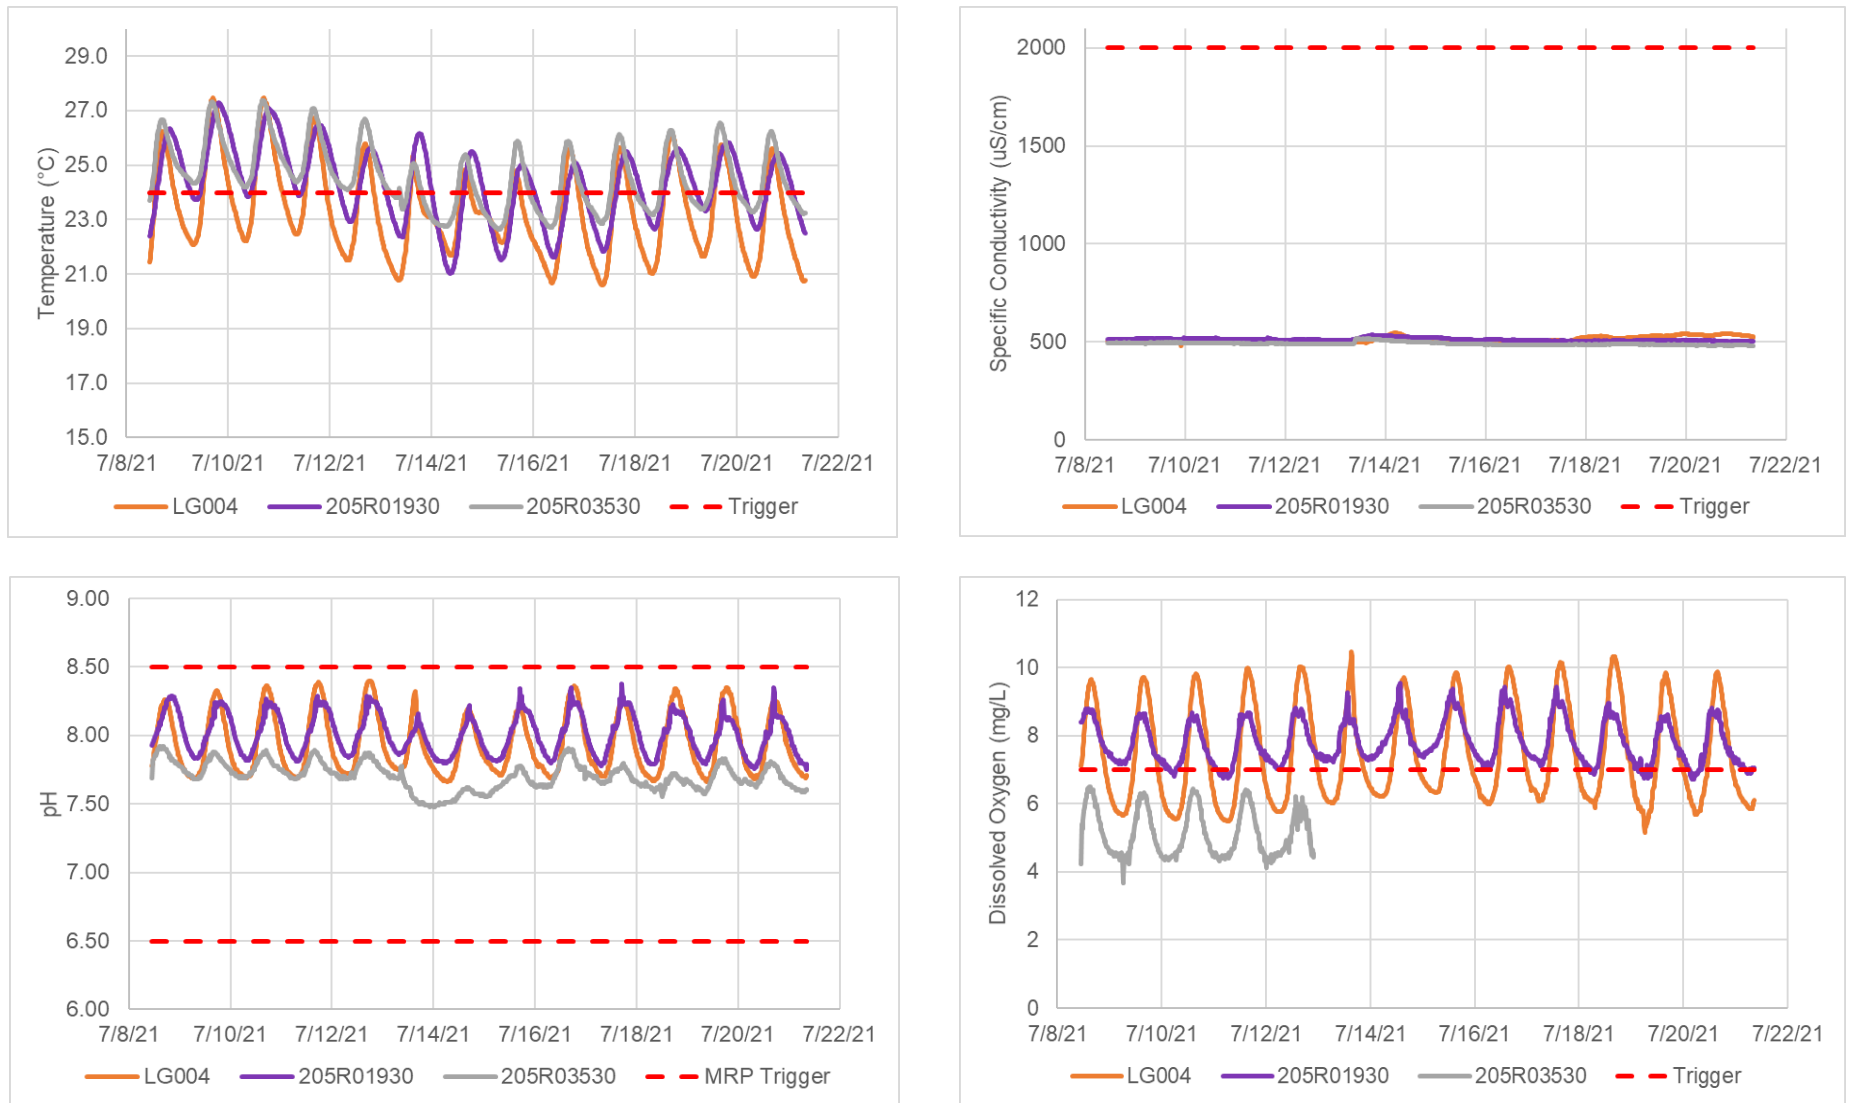 29.0
27.0
25.0
23.0
21.0
19.0
17.0
15.0
Temperature (°C)
7/8/21 7/10/21 7/12/21 7/14/21 7/16/21 7/18/21 7/20/21 7/22/21
LG004 205R01930 205R03530 Trigger
2000
1500
1000
500
0
Specific Conductivity (uS/cm)
7/8/21 7/10/21 7/12/21 7/14/21 7/16/21 7/18/21 7/20/21 7/22/21
LG004 205R01930 205R03530 Trigger
9.00
8.50
8.00
7.50
7.00
6.50
6.00
pH
7/8/21 7/10/21 7/12/21 7/14/21 7/16/21 7/18/21 7/20/21 7/22/21
LG004 205R01930 205R03530 MRP Trigger
12
10
8
6
4
2
0
Dissolved Oxygen (mg/L)
7/8/21 7/10/21 7/12/21 7/14/21 7/16/21 7/18/21 7/20/21 7/22/21
LG004 205R01930 205R03530 Trigger